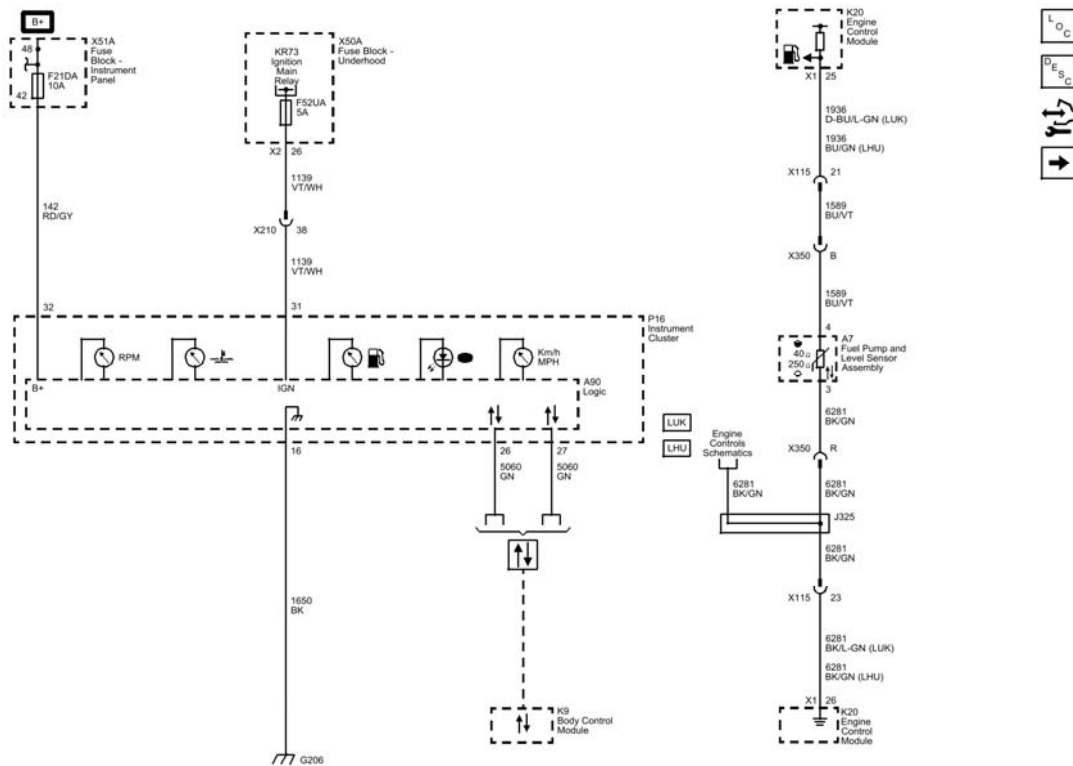 B+
X51A
Fuse
Block -
Instrument
Panel
48
F21DA
10A
42
142
RD/GY
32
X50A
Fuse Block -
Underhood
KR73
Ignition
Main
Relay
F52UA
5A
X2 26
1139
VT/WH
X210 38
1139
VT/WH
31
P16
Instrument
Cluster
RPM
Km/h
MPH
B+
IGN
A90
Logic
16
26
27
5060
GN
5060
GN
1650
BK
G206
K9
Body Control
Module
LUK
LHU
Engine
Controls
Schematics
6281
BK/GN
K20
Engine
Control
Module
X1 25
1936
D-BU/L-GN (LUK)
1936
BU/GN (LHU)
X115 21
1589
BU/VT
X350 B
1589
BU/VT
4
A7
Fuel Pump and
Level Sensor
Assembly
40 Ω
250 Ω
3
6281
BK/GN
X350 R
6281
BK/GN
J325
6281
BK/GN
X115 23
6281
BK/L-GN (LUK)
6281
BK/GN (LHU)
X1 26
K20
Engine
Control
Module
LOC
DESC